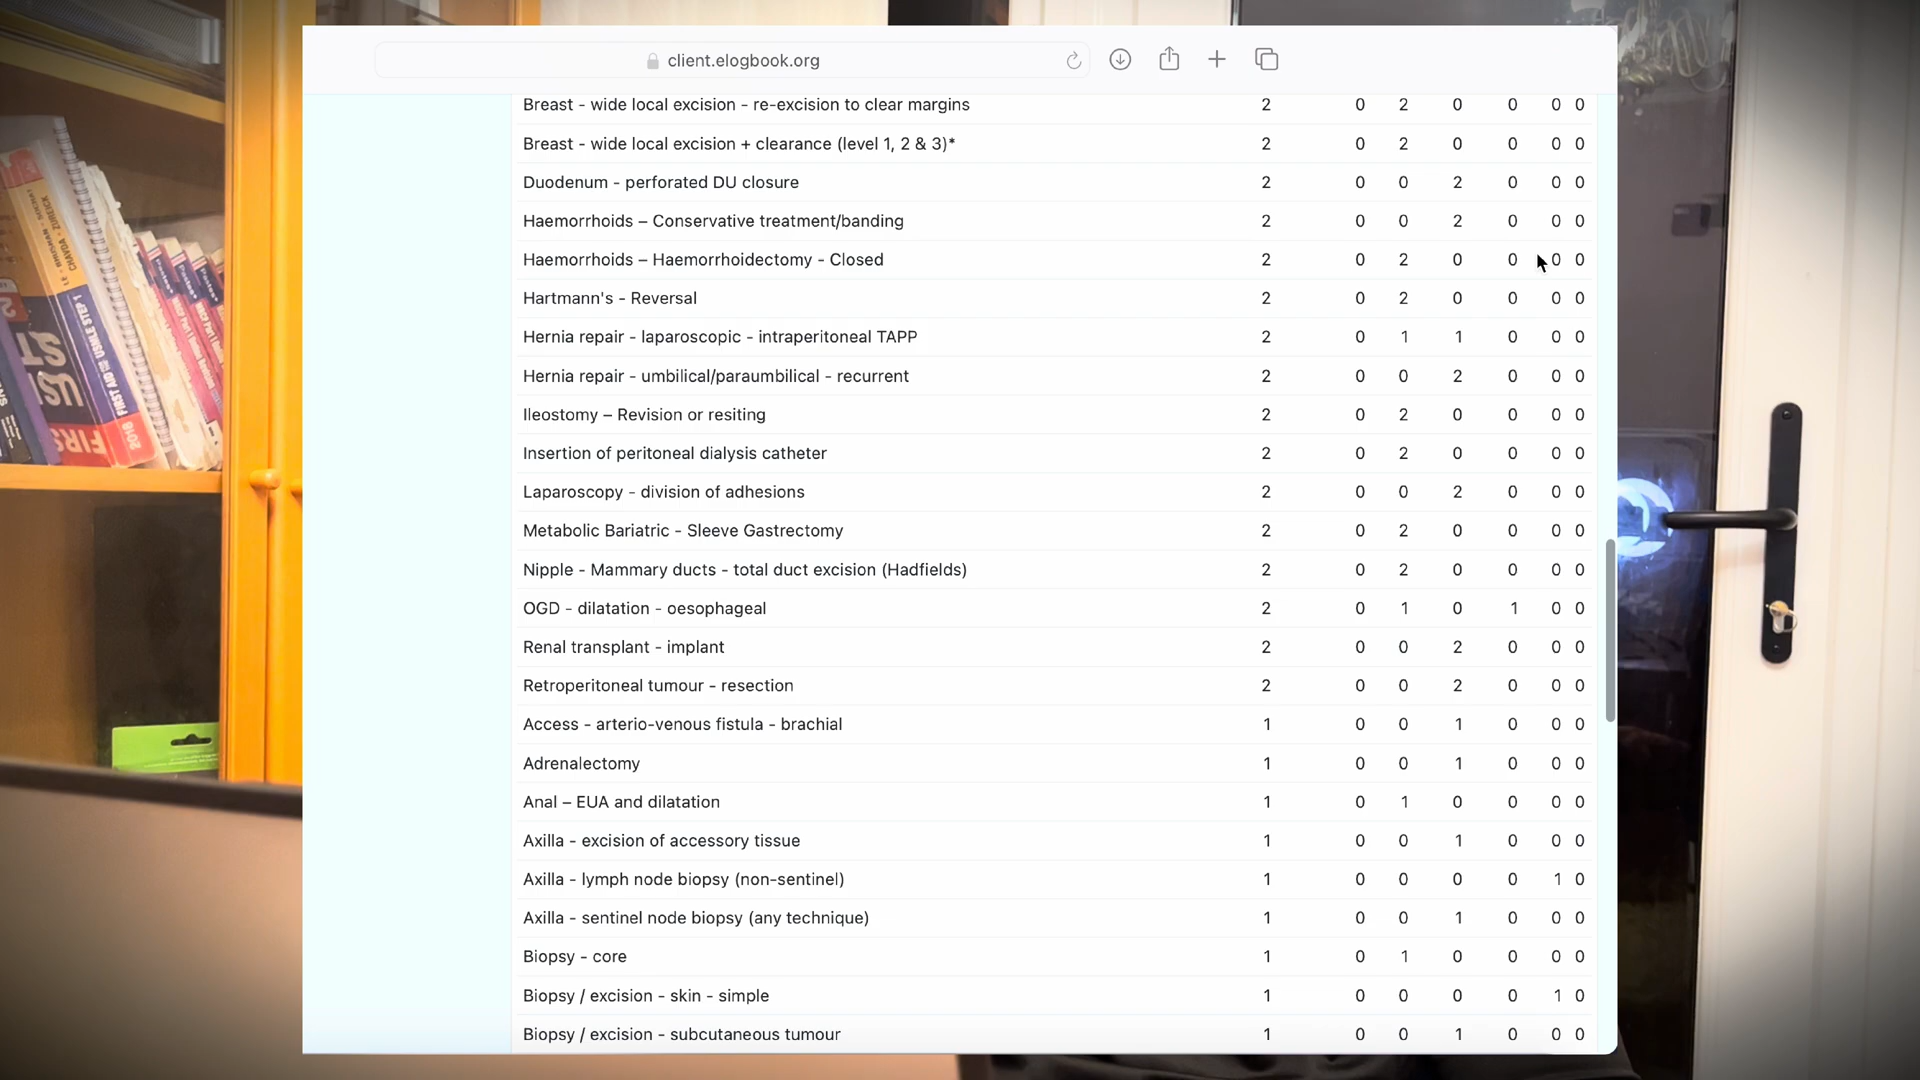 client.elogbook.org
Breast - wide local excision - re-excision to clear margins 2 0 2 0 0 0 0
Breast - wide local excision + clearance (level 1, 2 & 3)* 2 0 2 0 0 0 0
Duodenum - perforated DU closure 2 0 0 2 0 0 0
Haemorrhoids – Conservative treatment/banding 2 0 0 2 0 0 0
Haemorrhoids – Haemorrhoidectomy - Closed 2 0 2 0 0 0 0
Hartmann's - Reversal 2 0 2 0 0 0 0
Hernia repair - laparoscopic - intraperitoneal TAPP 2 0 1 1 0 0 0
Hernia repair - umbilical/paraumbilical - recurrent 2 0 0 2 0 0 0
Ileostomy – Revision or resiting 2 0 2 0 0 0 0
Insertion of peritoneal dialysis catheter 2 0 2 0 0 0 0
Laparoscopy - division of adhesions 2 0 0 2 0 0 0
Metabolic Bariatric - Sleeve Gastrectomy 2 0 2 0 0 0 0
Nipple - Mammary ducts - total duct excision (Hadfields) 2 0 2 0 0 0 0
OGD - dilatation - oesophageal 2 0 1 0 1 0 0
Renal transplant - implant 2 0 0 2 0 0 0
Retroperitoneal tumour - resection 2 0 0 2 0 0 0
Access - arterio-venous fistula - brachial 1 0 0 1 0 0 0
Adrenalectomy 1 0 0 1 0 0 0
Anal – EUA and dilatation 1 0 1 0 0 0 0
Axilla - excision of accessory tissue 1 0 0 1 0 0 0
Axilla - lymph node biopsy (non-sentinel) 1 0 0 0 0 1 0
Axilla - sentinel node biopsy (any technique) 1 0 0 1 0 0 0
Biopsy - core 1 0 1 0 0 0 0
Biopsy / excision - skin - simple 1 0 0 0 0 1 0
Biopsy / excision - subcutaneous tumour 1 0 0 1 0 0 0
FIRST AID FOR THE USMLE STEP 1
2018